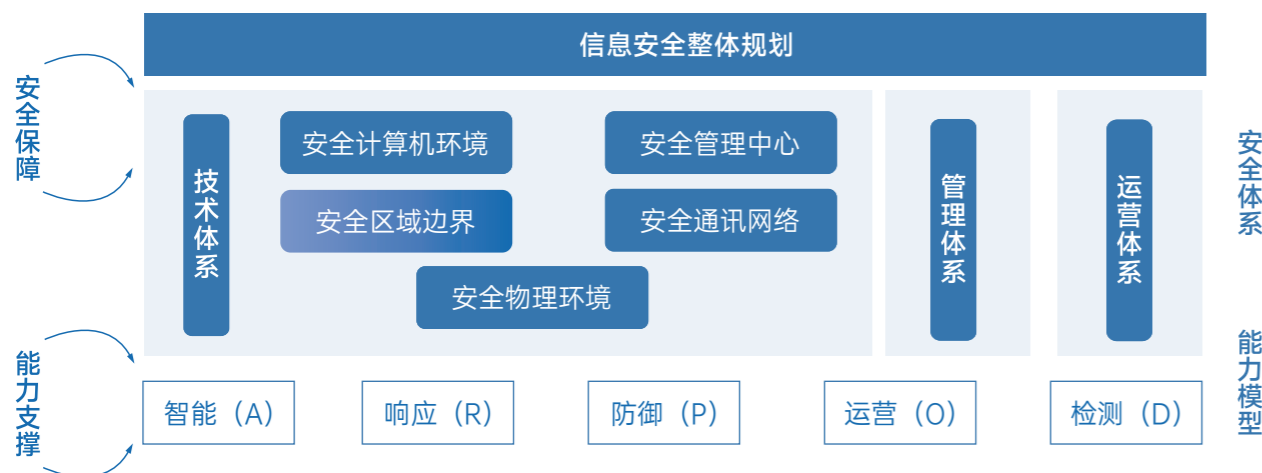 信息安全整体规划
安全保障
技术体系
安全计算机环境
安全管理中心
安全区域边界
安全通讯网络
安全物理环境
管理体系
运营体系
安全体系
能力支撑
智能（A）
响应（R）
防御（P）
运营（O）
检测（D）
能力模型